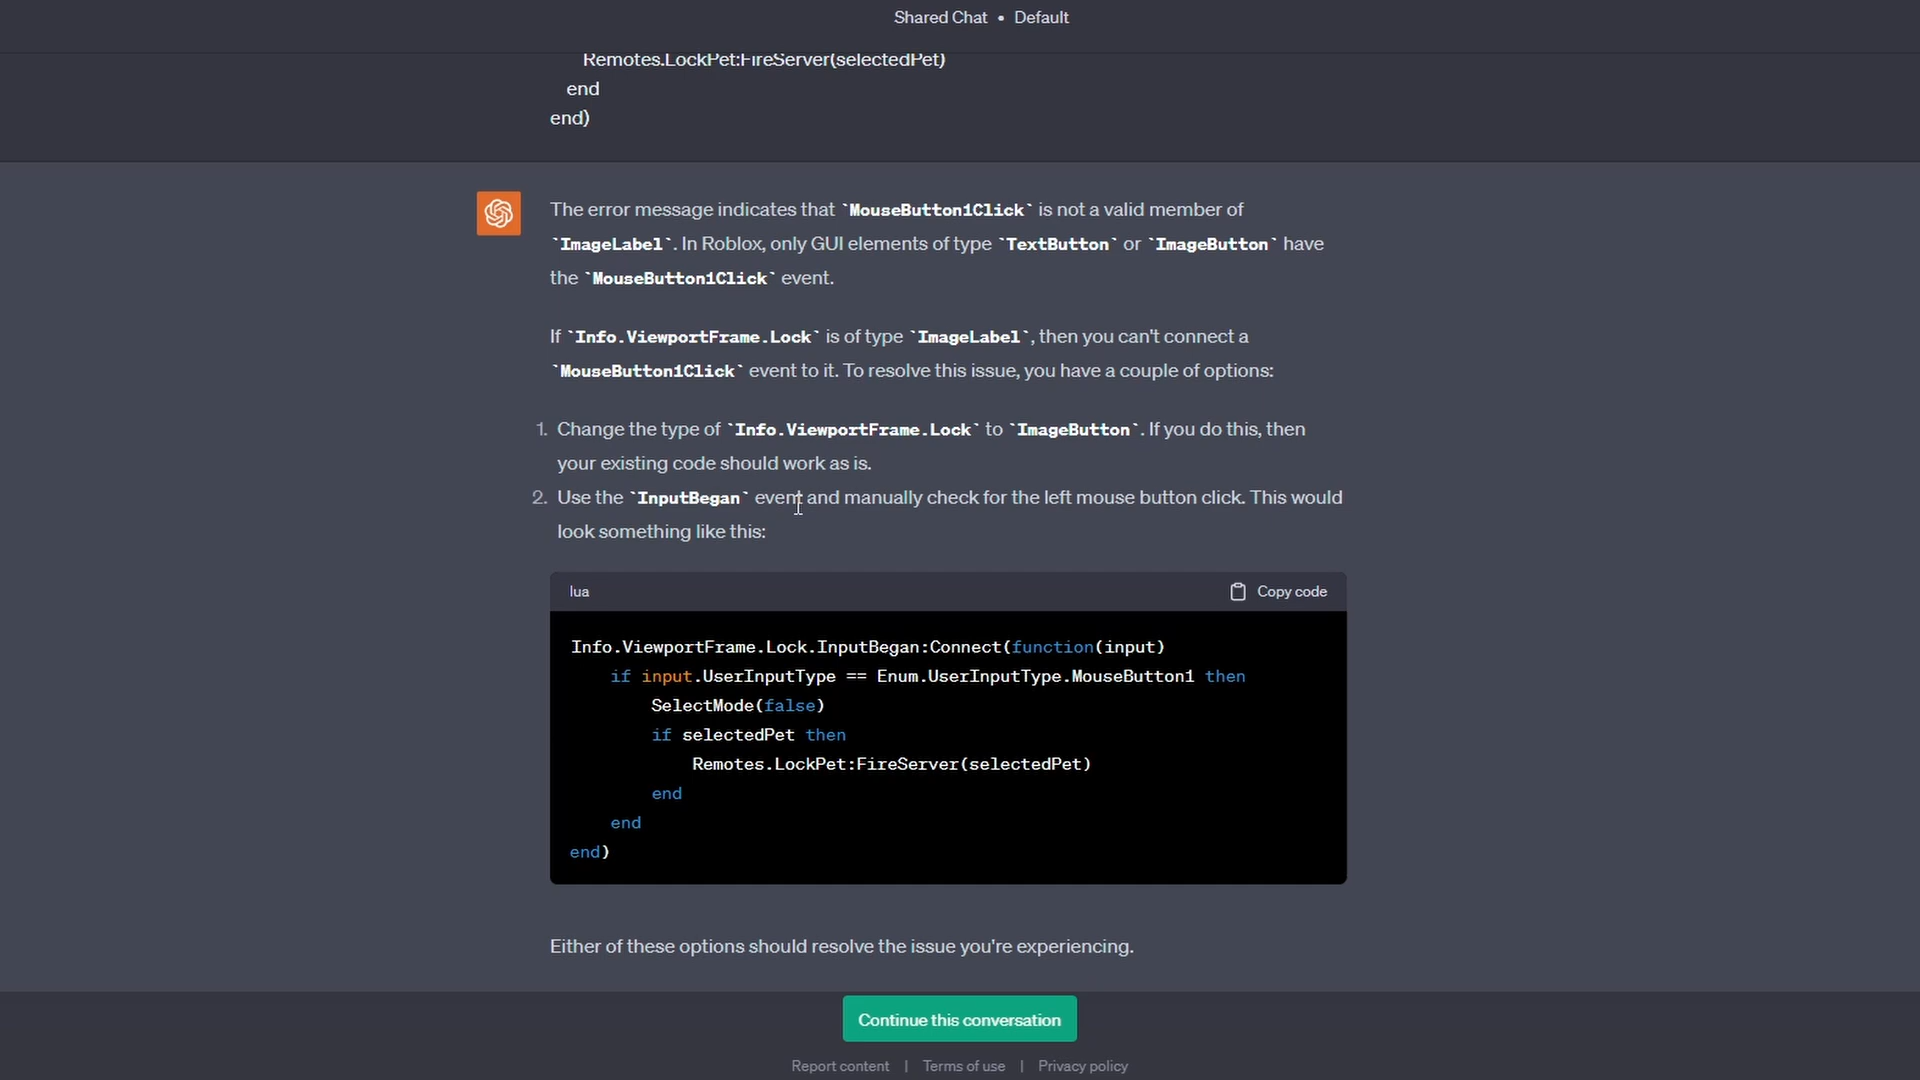 Shared Chat • Default
Remotes.LockPet:FireServer(selectedPet)
end
end)
The error message indicates that `MouseButton1Click` is not a valid member of
`ImageLabel`. In Roblox, only GUI elements of type `TextButton` or `ImageButton` have
the `MouseButton1Click` event.
If `Info.ViewportFrame.Lock` is of type `ImageLabel`, then you can't connect a
`MouseButton1Click` event to it. To resolve this issue, you have a couple of options:
1. Change the type of `Info.ViewportFrame.Lock` to `ImageButton`. If you do this, then
your existing code should work as is.
2. Use the `InputBegan` event and manually check for the left mouse button click. This would
look something like this:
lua Copy code
Info.ViewportFrame.Lock.InputBegan:Connect(function(input)
if input.UserInputType == Enum.UserInputType.MouseButton1 then
SelectMode(false)
if selectedPet then
Remotes.LockPet:FireServer(selectedPet)
end
end
end)
Either of these options should resolve the issue you're experiencing.
Continue this conversation
Report content | Terms of use | Privacy policy